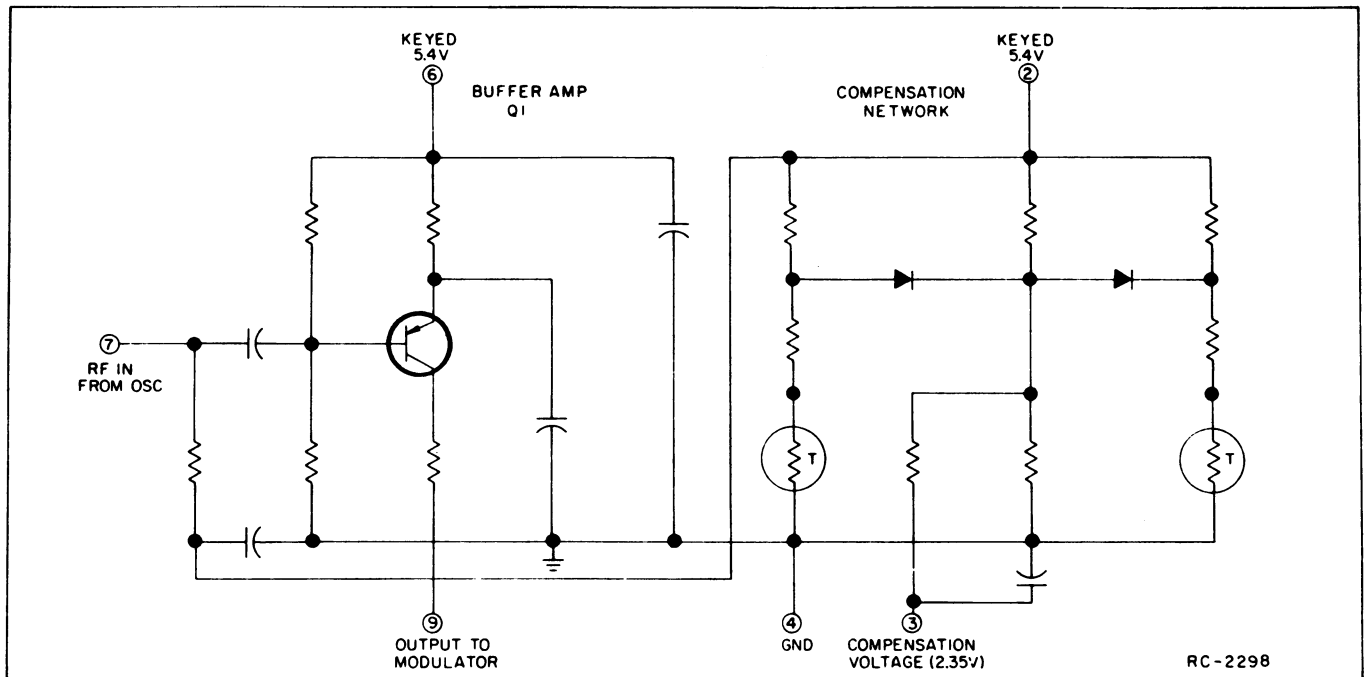 KEYED
5.4V
6
BUFFER AMP
Q1
KEYED
5.4V
2
COMPENSATION
NETWORK
7
RF IN
FROM OSC
T
T
9
OUTPUT TO
MODULATOR
4
GND
3
COMPENSATION
VOLTAGE (2.35V)
RC-2298